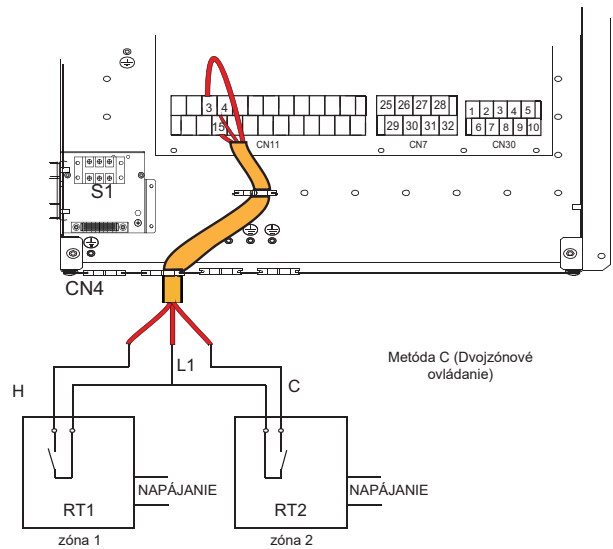 3 4
15
CN11
25 26 27 28
29 30 31 32
CN7
1 2 3 4 5
6 7 8 9 10
CN30
S1
CN4
L1
H
C
Metóda C (Dvojzónové
ovládanie)
RT1
NAPÁJANIE
RT2
NAPÁJANIE
zóna 1
zóna 2